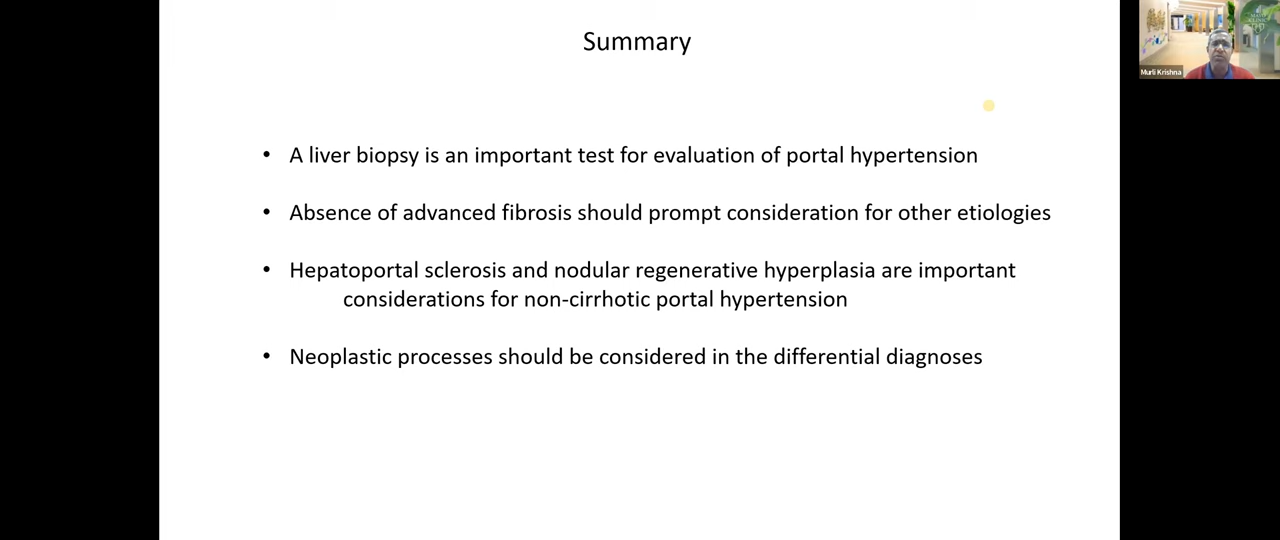 Summary
Murli Krishna
• A liver biopsy is an important test for evaluation of portal hypertension
• Absence of advanced fibrosis should prompt consideration for other etiologies
• Hepatoportal sclerosis and nodular regenerative hyperplasia are important
considerations for non-cirrhotic portal hypertension
• Neoplastic processes should be considered in the differential diagnoses